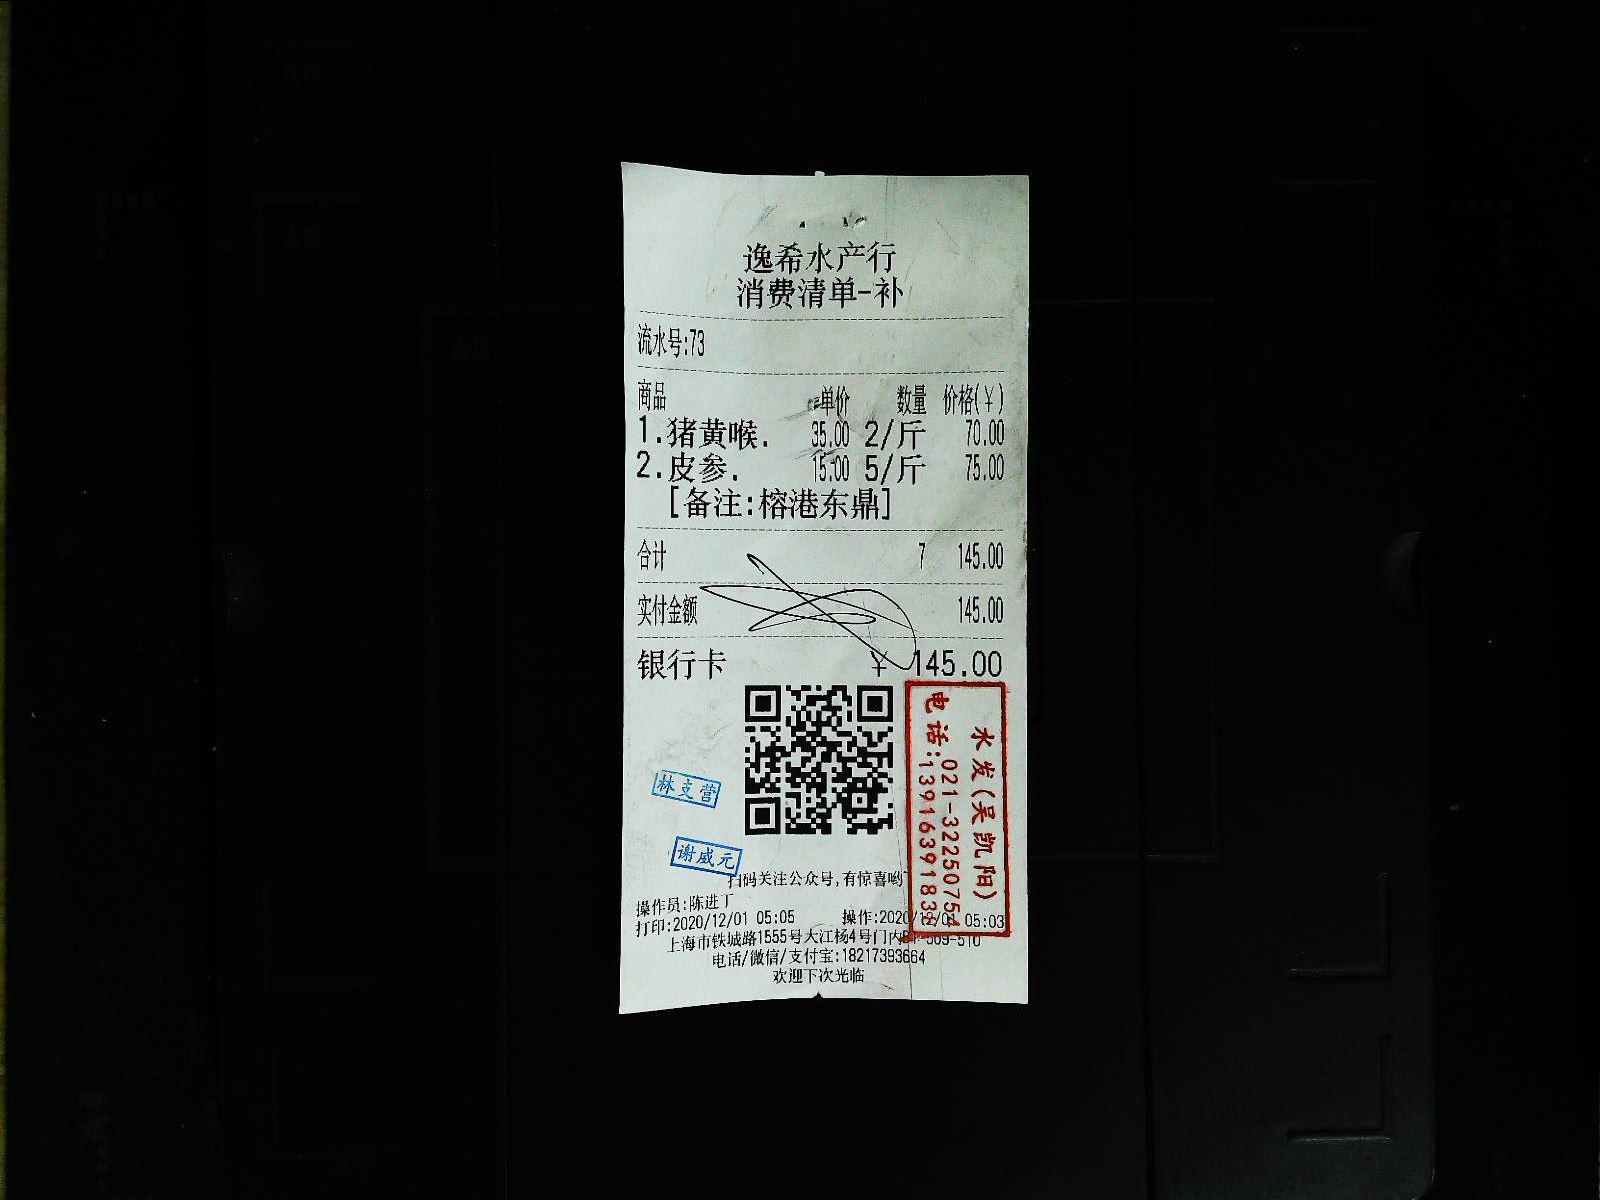 逸希水产行
消费清单-补
流水号:73
商品 单价 数量 价格(¥)
1.猪黄喉. 35.00 2/斤 70.00
2.皮参. 15.00 5/斤 75.00
[备注:榕港东鼎]
合计 7 145.00
实付金额 145.00
银行卡 ¥ 145.00
水发(吴凯阳)
电话:021-32250754
13916391838
林支营
谢威元
扫码关注公众号,有惊喜哟
操作员:陈进丁
打印:2020/12/01 05:05 操作:2020/12/01 05:03
上海市铁城路1555号大江杨4号门内B1-509-510
电话/微信/支付宝:18217393664
欢迎下次光临